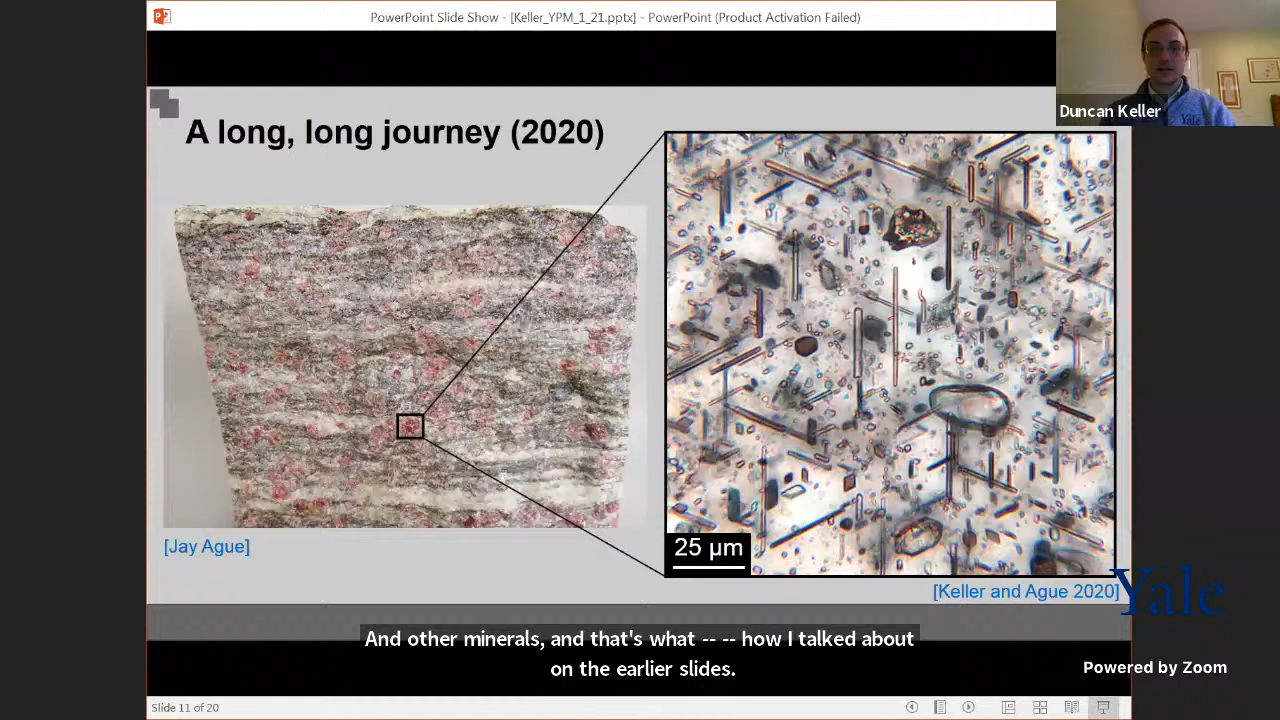 PowerPoint Slide Show - [Keller_YPM_1_21.pptx] - PowerPoint (Product Activation Failed)
Duncan Keller
Yale
A long, long journey (2020)
25 µm
[Jay Ague]
[Keller and Ague 2020]
Yale
And other minerals, and that's what -- -- how I talked about
on the earlier slides.
Powered by Zoom
Slide 11 of 20